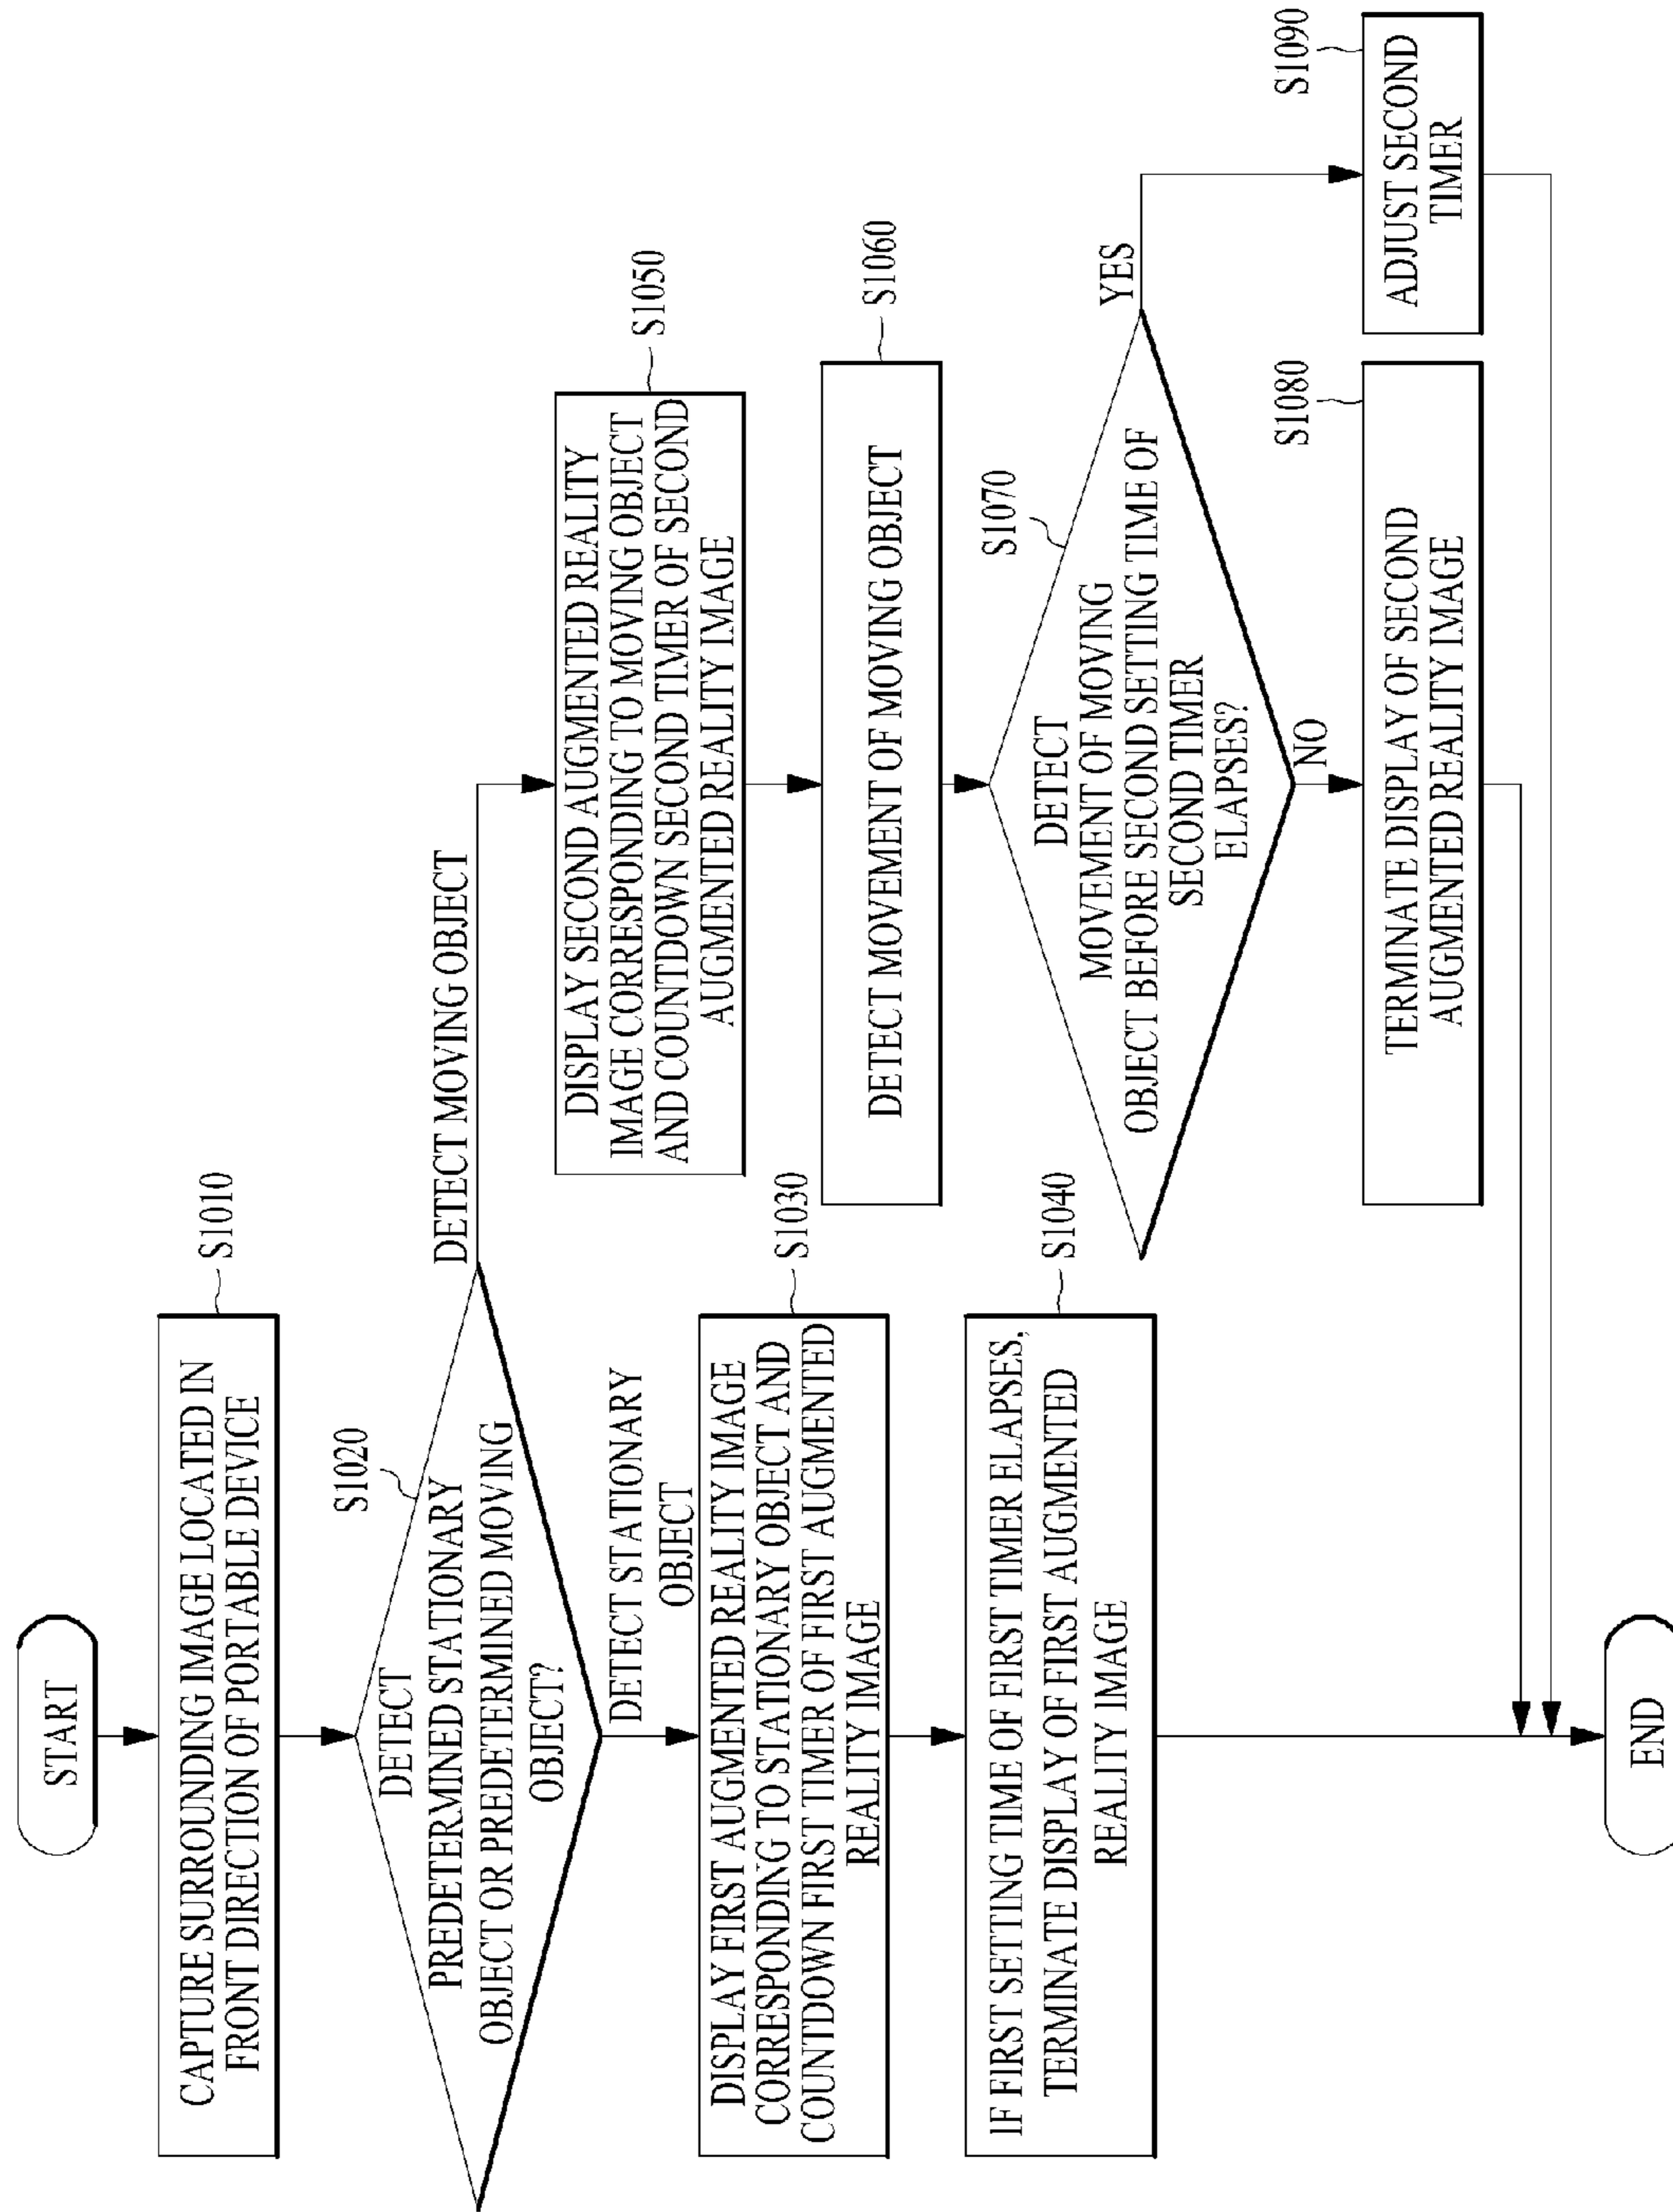 START
CAPTURE SURROUNDING IMAGE LOCATED IN
FRONT DIRECTION OF PORTABLE DEVICE
S1010
DETECT
PREDETERMINED STATIONARY
OBJECT OR PREDETERMINED MOVING
OBJECT?
S1020
DETECT MOVING OBJECT
DETECT STATIONARY
OBJECT
DISPLAY FIRST AUGMENTED REALITY IMAGE
CORRESPONDING TO STATIONARY OBJECT AND
COUNTDOWN FIRST TIMER OF FIRST AUGMENTED
REALITY IMAGE
S1030
IF FIRST SETTING TIME OF FIRST TIMER ELAPSES,
TERMINATE DISPLAY OF FIRST AUGMENTED
REALITY IMAGE
S1040
DISPLAY SECOND AUGMENTED REALITY
IMAGE CORRESPONDING TO MOVING OBJECT
AND COUNTDOWN SECOND TIMER OF SECOND
AUGMENTED REALITY IMAGE
S1050
DETECT MOVEMENT OF MOVING OBJECT
S1060
DETECT
MOVEMENT OF MOVING
OBJECT BEFORE SECOND SETTING TIME OF
SECOND TIMER
ELAPSES?
S1070
YES
NO
TERMINATE DISPLAY OF SECOND
AUGMENTED REALITY IMAGE
S1080
ADJUST SECOND
TIMER
S1090
END